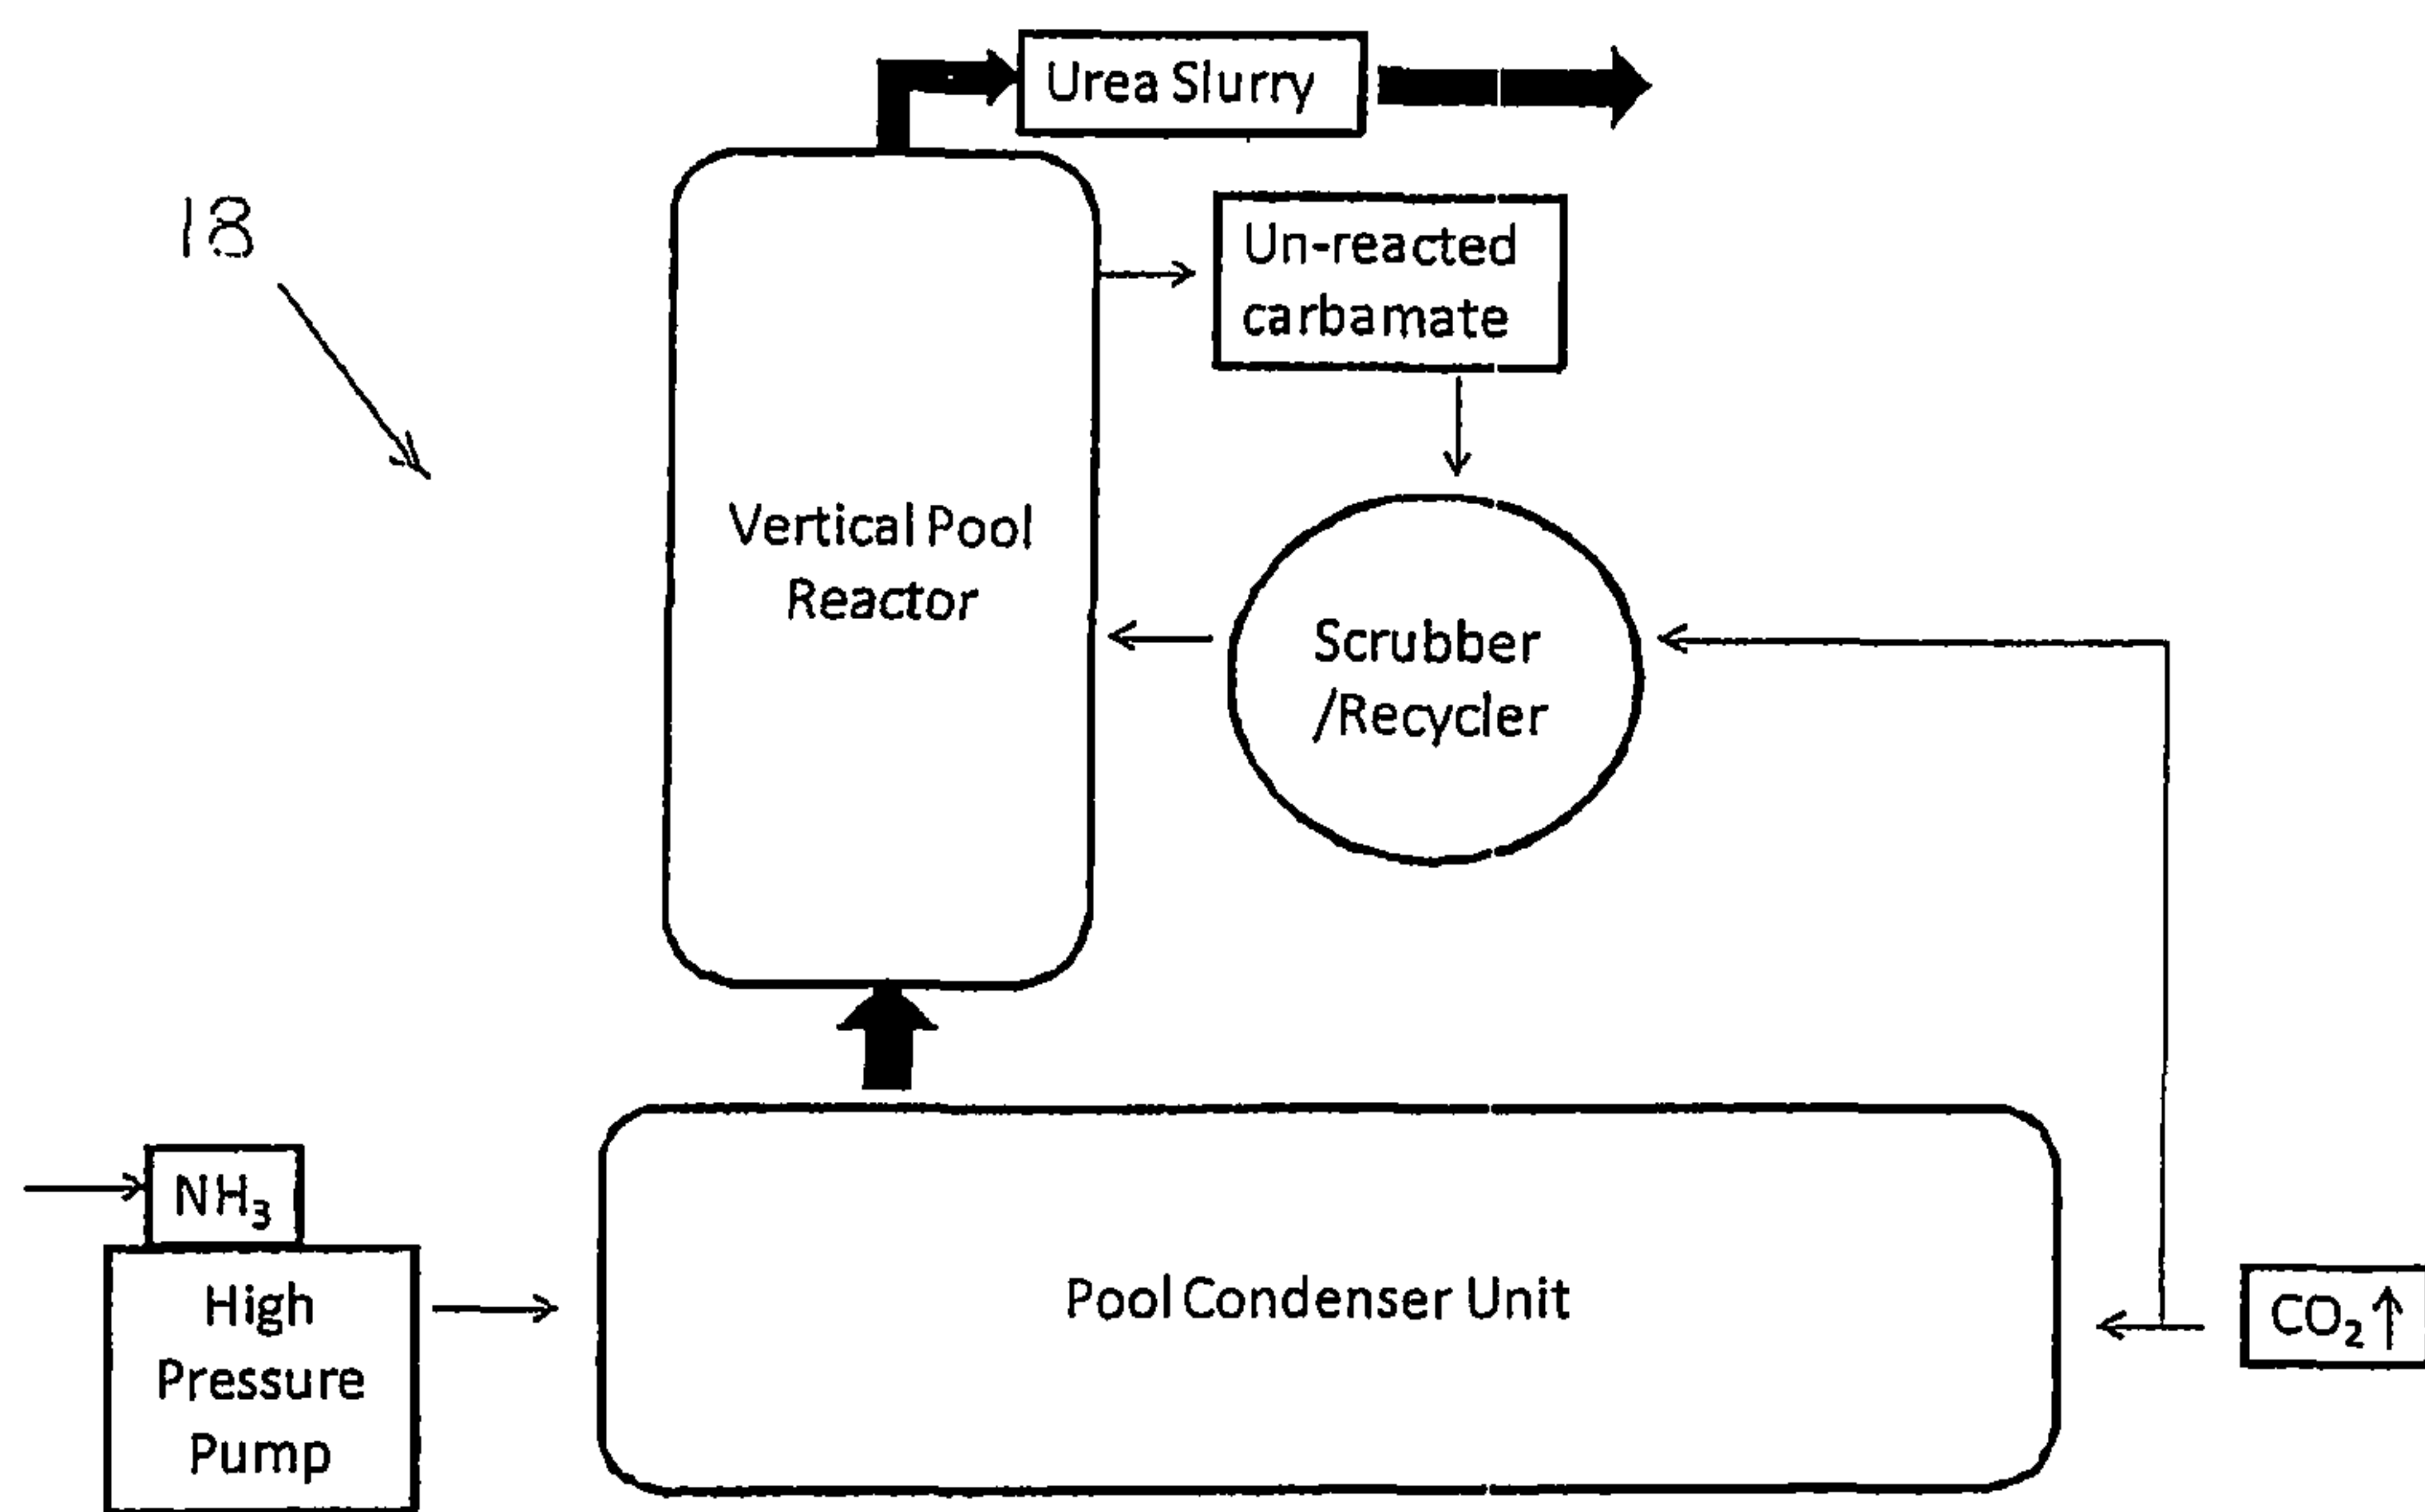 Urea Slurry
18
Un-reacted
carbamate
Vertical Pool
Reactor
Scrubber
/Recycler
NH₃
High
Pressure
Pump
Pool Condenser Unit
CO₂↑